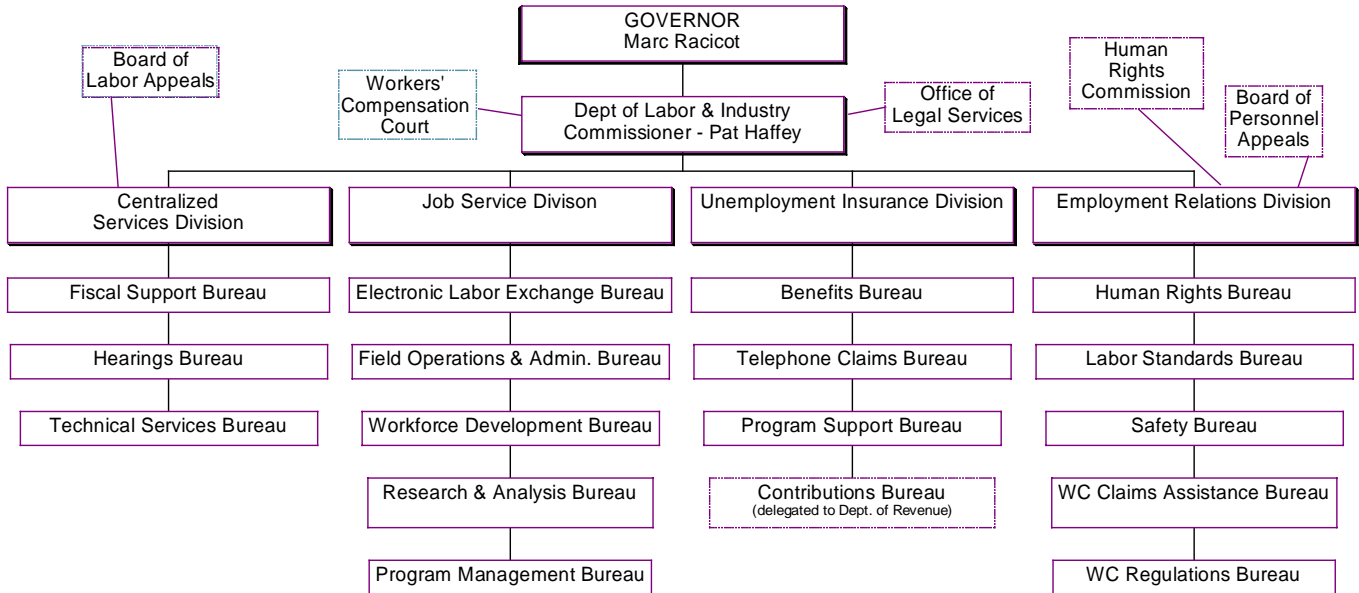 GOVERNOR
Marc Racicot
Board of
Labor Appeals
Workers'
Compensation
Court
Dept of Labor & Industry
Commissioner - Pat Haffey
Office of
Legal Services
Human
Rights
Commission
Board of
Personnel
Appeals
Centralized
Services Division
Job Service Divison
Unemployment Insurance Division
Employment Relations Division
Fiscal Support Bureau
Electronic Labor Exchange Bureau
Benefits Bureau
Human Rights Bureau
Hearings Bureau
Field Operations & Admin. Bureau
Telephone Claims Bureau
Labor Standards Bureau
Technical Services Bureau
Workforce Development Bureau
Program Support Bureau
Safety Bureau
Research & Analysis Bureau
Contributions Bureau
(delegated to Dept. of Revenue)
WC Claims Assistance Bureau
Program Management Bureau
WC Regulations Bureau